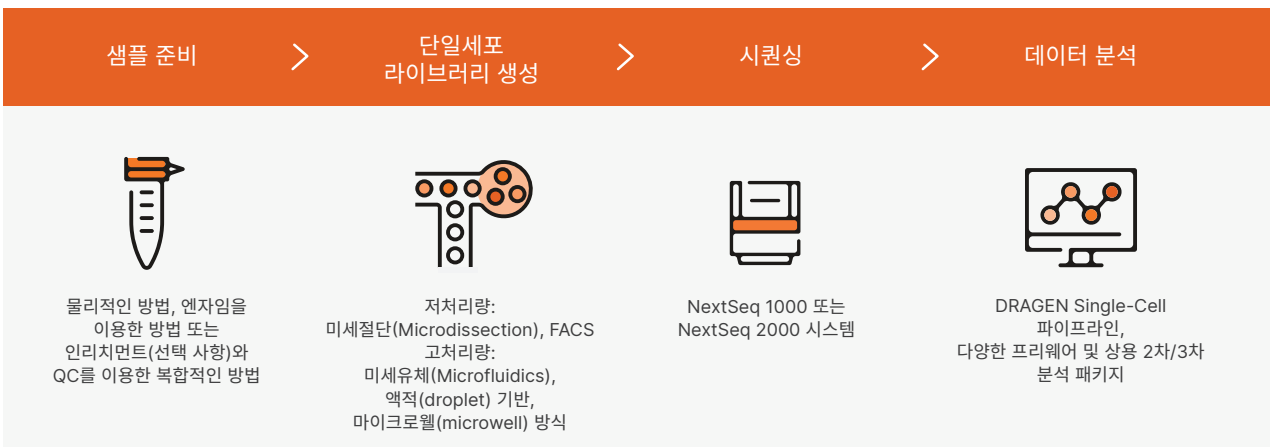 샘플 준비
단일세포
라이브러리 생성
시퀀싱
데이터 분석
물리적인 방법, 엔자임을
이용한 방법 또는
인리치먼트(선택 사항)와
QC를 이용한 복합적인 방법
저처리량:
미세절단(Microdissection), FACS
고처리량:
미세유체(Microfluidics),
액적(droplet) 기반,
마이크로웰(microwell) 방식
NextSeq 1000 또는
NextSeq 2000 시스템
DRAGEN Single-Cell
파이프라인,
다양한 프리웨어 및 상용 2차/3차
분석 패키지